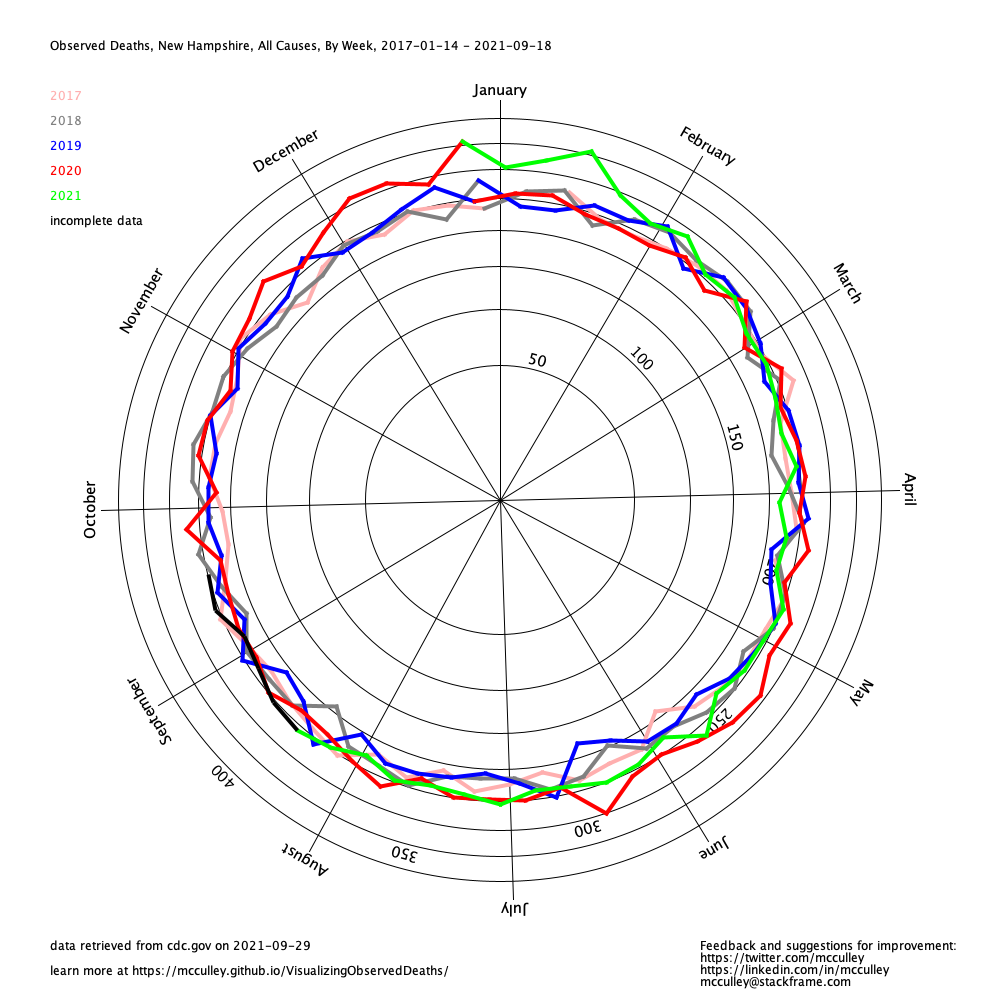 Observed Deaths, New Hampshire, All Causes, By Week, 2017-01-14 - 2021-09-18
2017
2018
2019
2020
2021
incomplete data
January
February
March
April
May
June
July
August
September
October
November
December
50
100
150
200
250
300
350
400
data retrieved from cdc.gov on 2021-09-29
learn more at https://mcculley.github.io/VisualizingObservedDeaths/
Feedback and suggestions for improvement:
https://twitter.com/mcculley
https://linkedin.com/in/mcculley
mcculley@stackframe.com